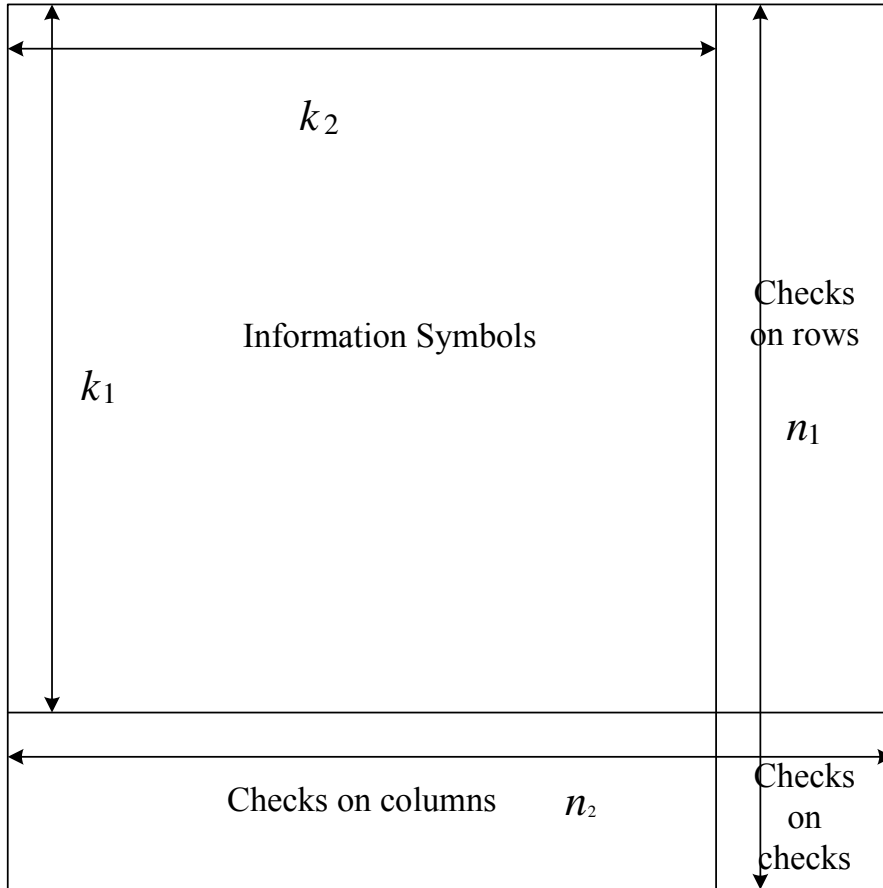 k2
Checks
on rows
Information Symbols
k1
n1
Checks on columns n2
Checks
on
checks